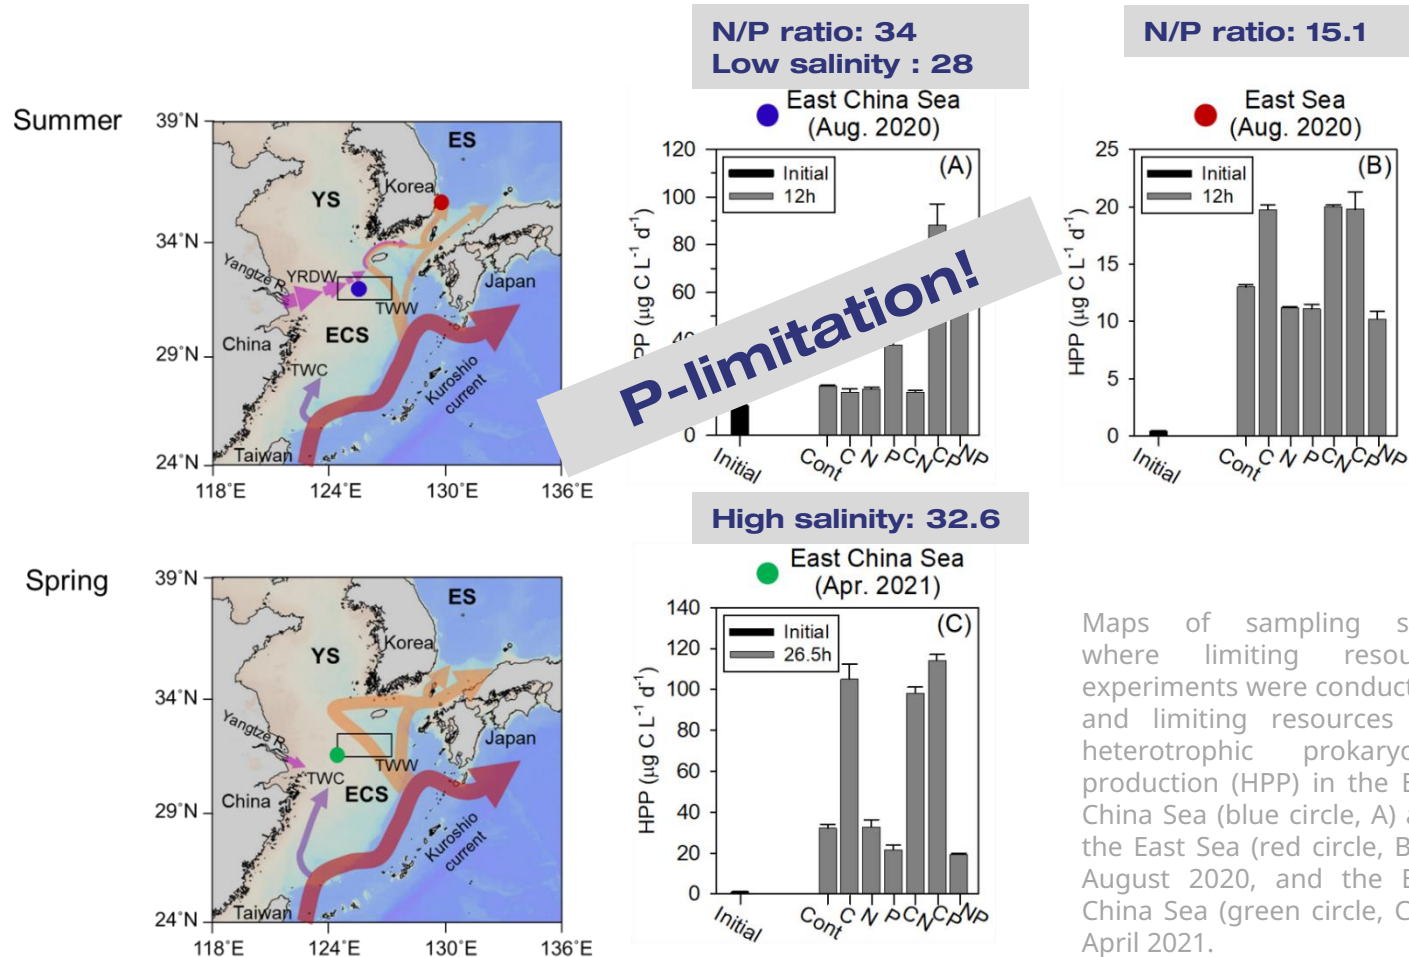 N/P ratio: 34
Low salinity : 28
N/P ratio: 15.1
Summer
39˚N
34˚N
29˚N
24˚N
118˚E
124˚E
130˚E
136˚E
ES
YS
Korea
Yangtze R.
YRDW
Japan
TWW
China
ECS
TWC
Kuroshio
current
Taiwan
East China Sea
(Aug. 2020)
(A)
Initial
12h
HPP (µg C L⁻¹ d⁻¹)
120
100
80
60
40
0
Initial
Cont
C
N
P
CN
CP
NP
P-limitation!
East Sea
(Aug. 2020)
(B)
Initial
12h
HPP (µg C L⁻¹ d⁻¹)
25
20
15
10
5
0
Initial
Cont
C
N
P
CN
CP
NP
High salinity: 32.6
Spring
39˚N
34˚N
29˚N
24˚N
118˚E
124˚E
130˚E
136˚E
ES
YS
Korea
Yangtze R.
Japan
TWW
TWC
China
ECS
Kuroshio
current
Taiwan
East China Sea
(Apr. 2021)
(C)
Initial
26.5h
HPP (µg C L⁻¹ d⁻¹)
140
120
100
80
60
40
20
0
Initial
Cont
C
N
P
CN
CP
NP
Maps of sampling
where limiting
experiments were
and limiting resources
heterotrophic
production (HPP) in the
China Sea (blue circle, A)
the East Sea (red circle,
August 2020, and the
China Sea (green circle,
April 2021.